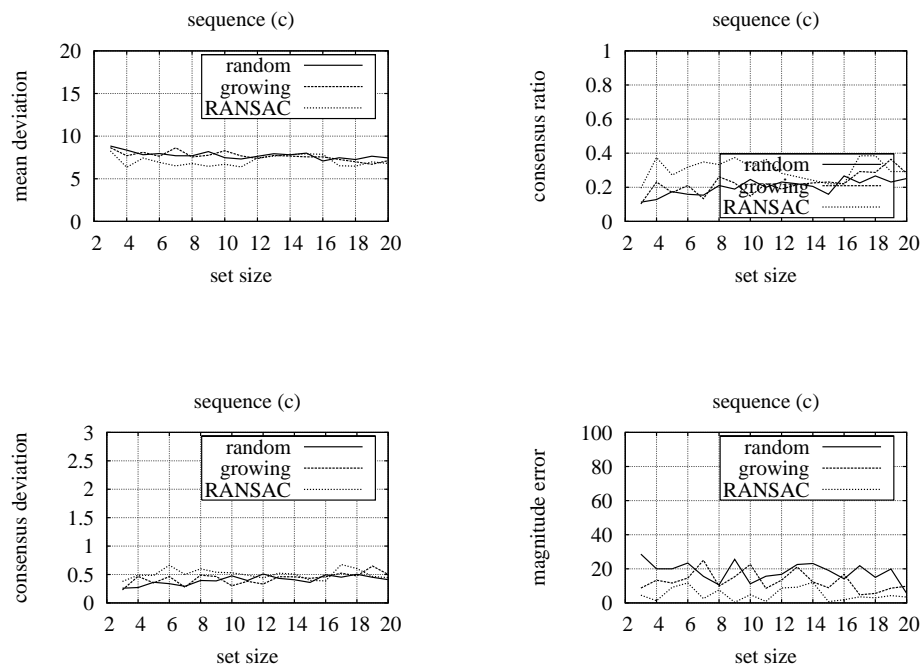 sequence (c)
20
15
10
5
0
mean deviation
random
growing
RANSAC
2 4 6 8 10 12 14 16 18 20
set size
sequence (c)
1
0.8
0.6
0.4
0.2
0
consensus ratio
random
growing
RANSAC
2 4 6 8 10 12 14 16 18 20
set size
sequence (c)
3
2.5
2
1.5
1
0.5
0
consensus deviation
random
growing
RANSAC
2 4 6 8 10 12 14 16 18 20
set size
sequence (c)
100
80
60
40
20
0
magnitude error
random
growing
RANSAC
2 4 6 8 10 12 14 16 18 20
set size